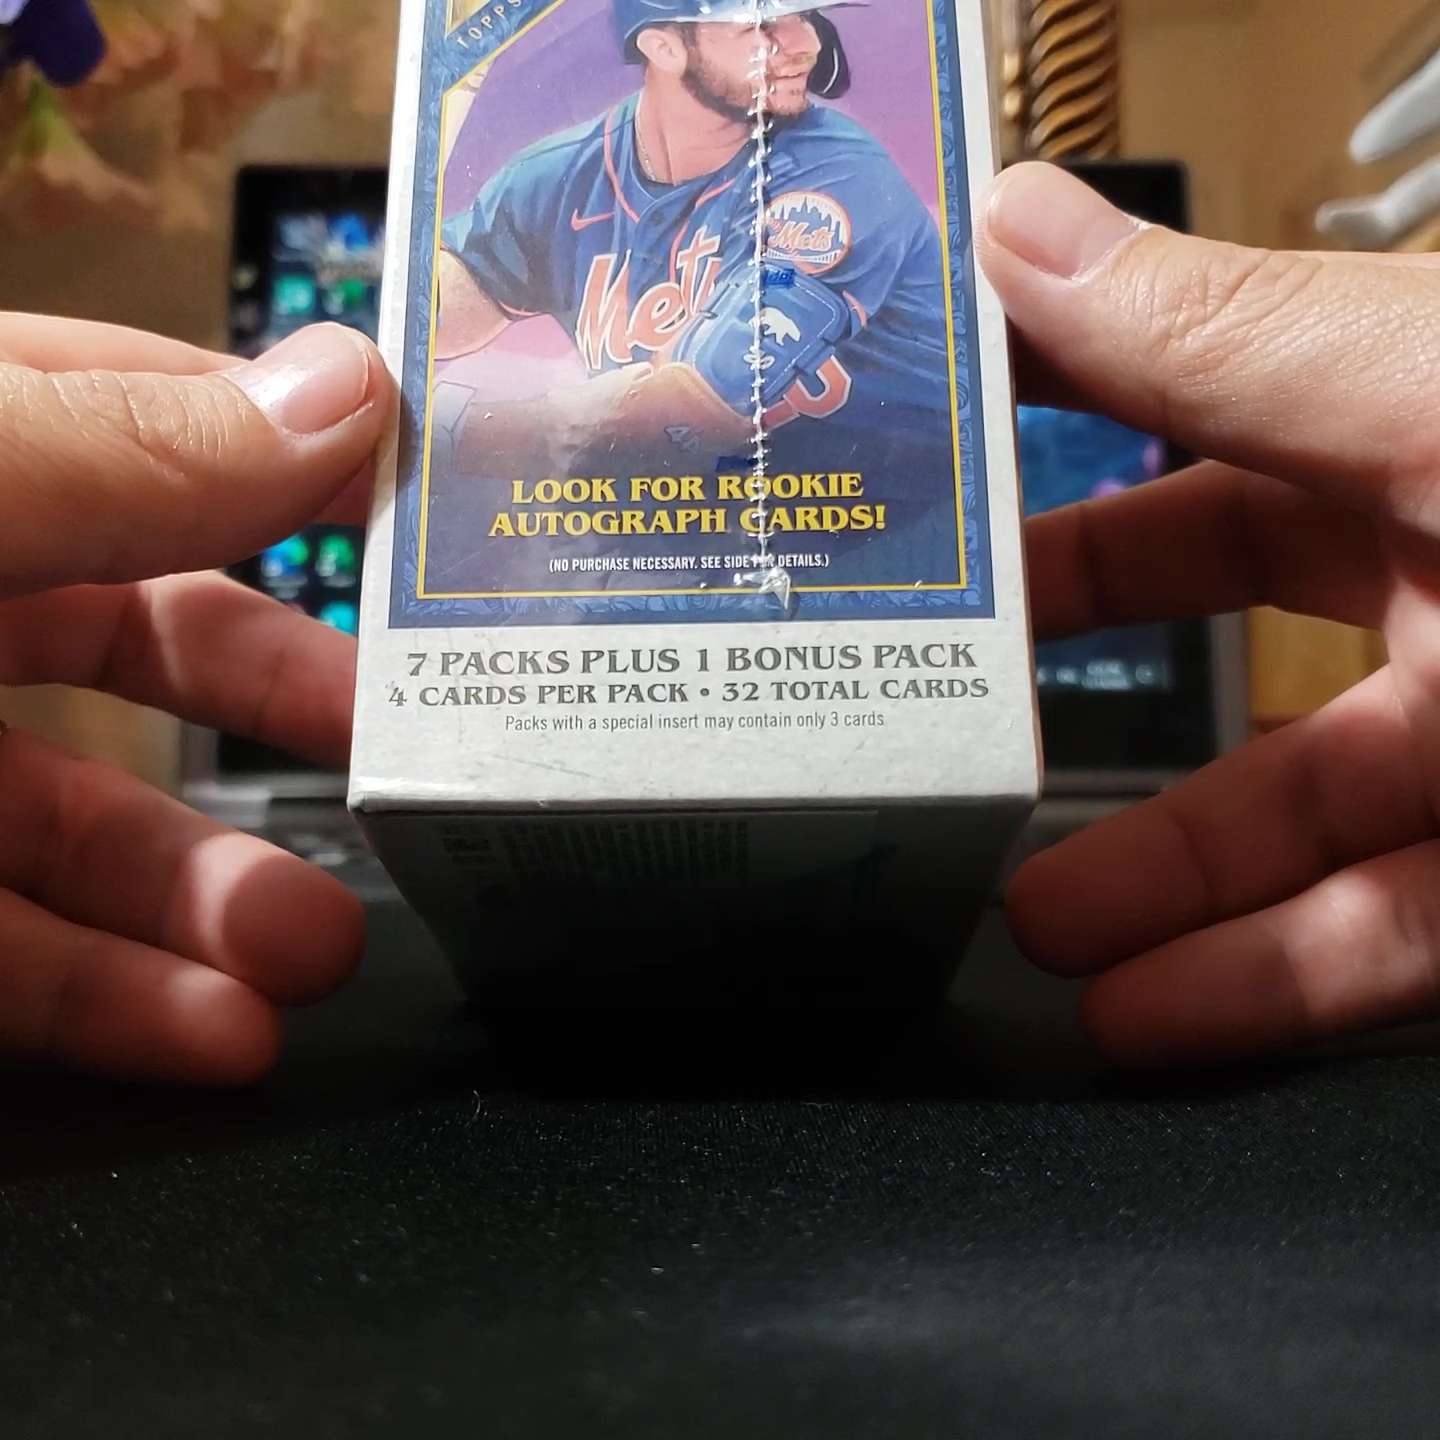 TOPPS
Mets
Mets
LOOK FOR ROOKIE
AUTOGRAPH CARDS!
(NO PURCHASE NECESSARY. SEE SIDE FOR DETAILS.)
7 PACKS PLUS 1 BONUS PACK
4 CARDS PER PACK • 32 TOTAL CARDS
Packs with a special insert may contain only 3 cards